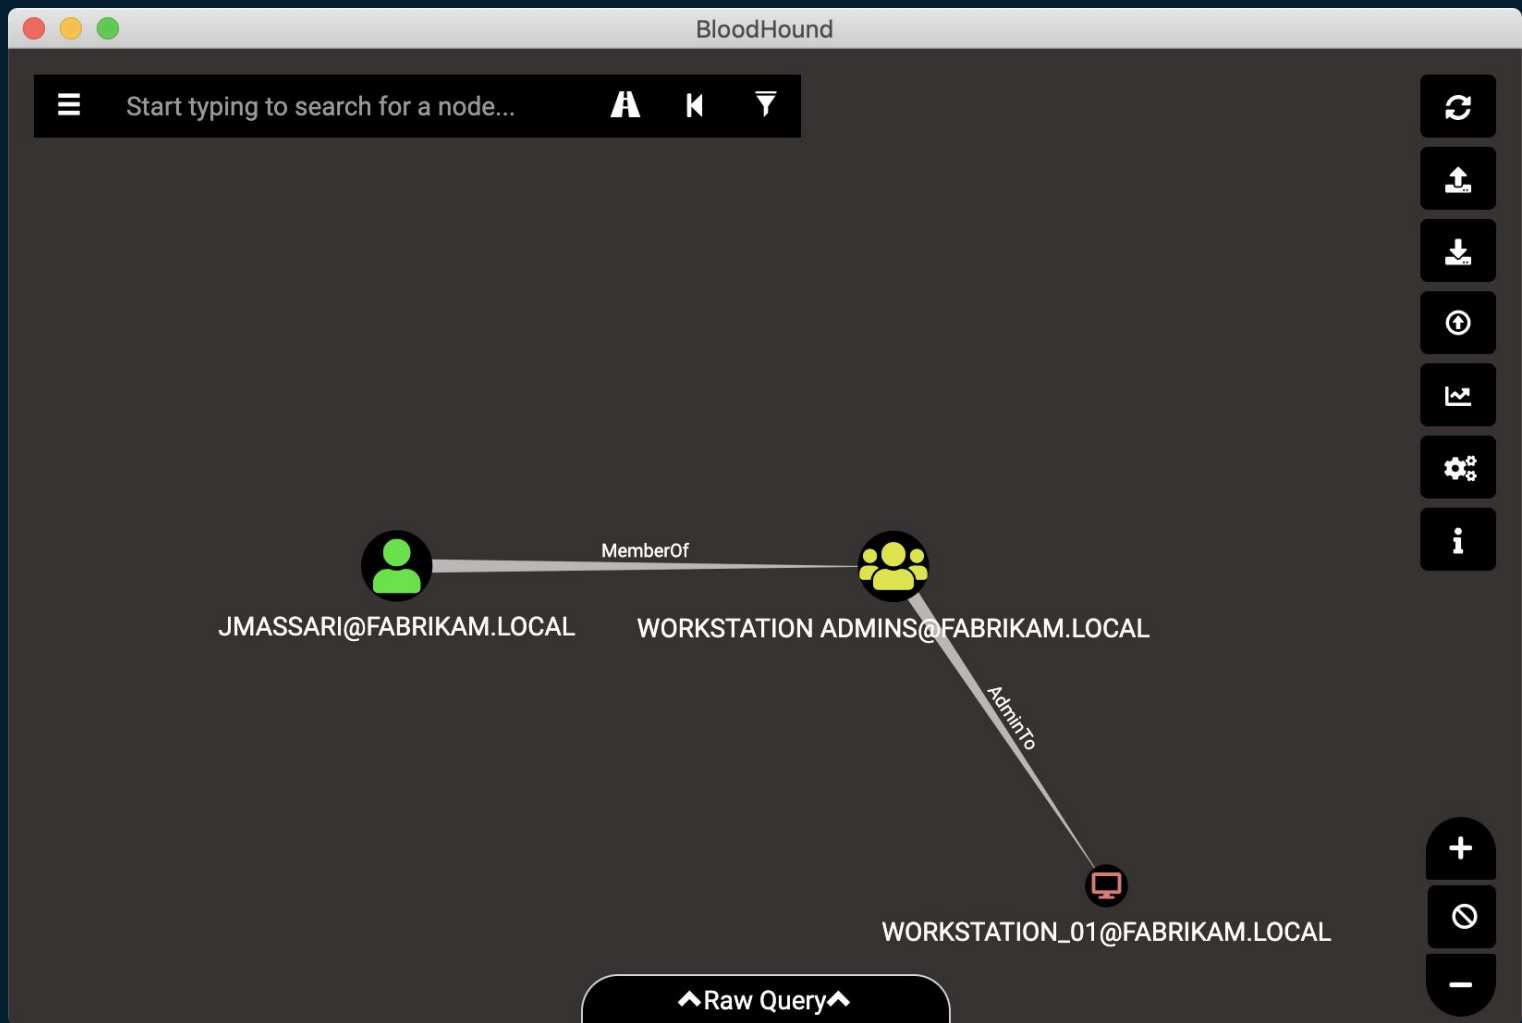 BloodHound
Start typing to search for a node...
MemberOf
JMASSARI@FABRIKAM.LOCAL
WORKSTATION ADMINS@FABRIKAM.LOCAL
AdminTo
WORKSTATION_01@FABRIKAM.LOCAL
Raw Query